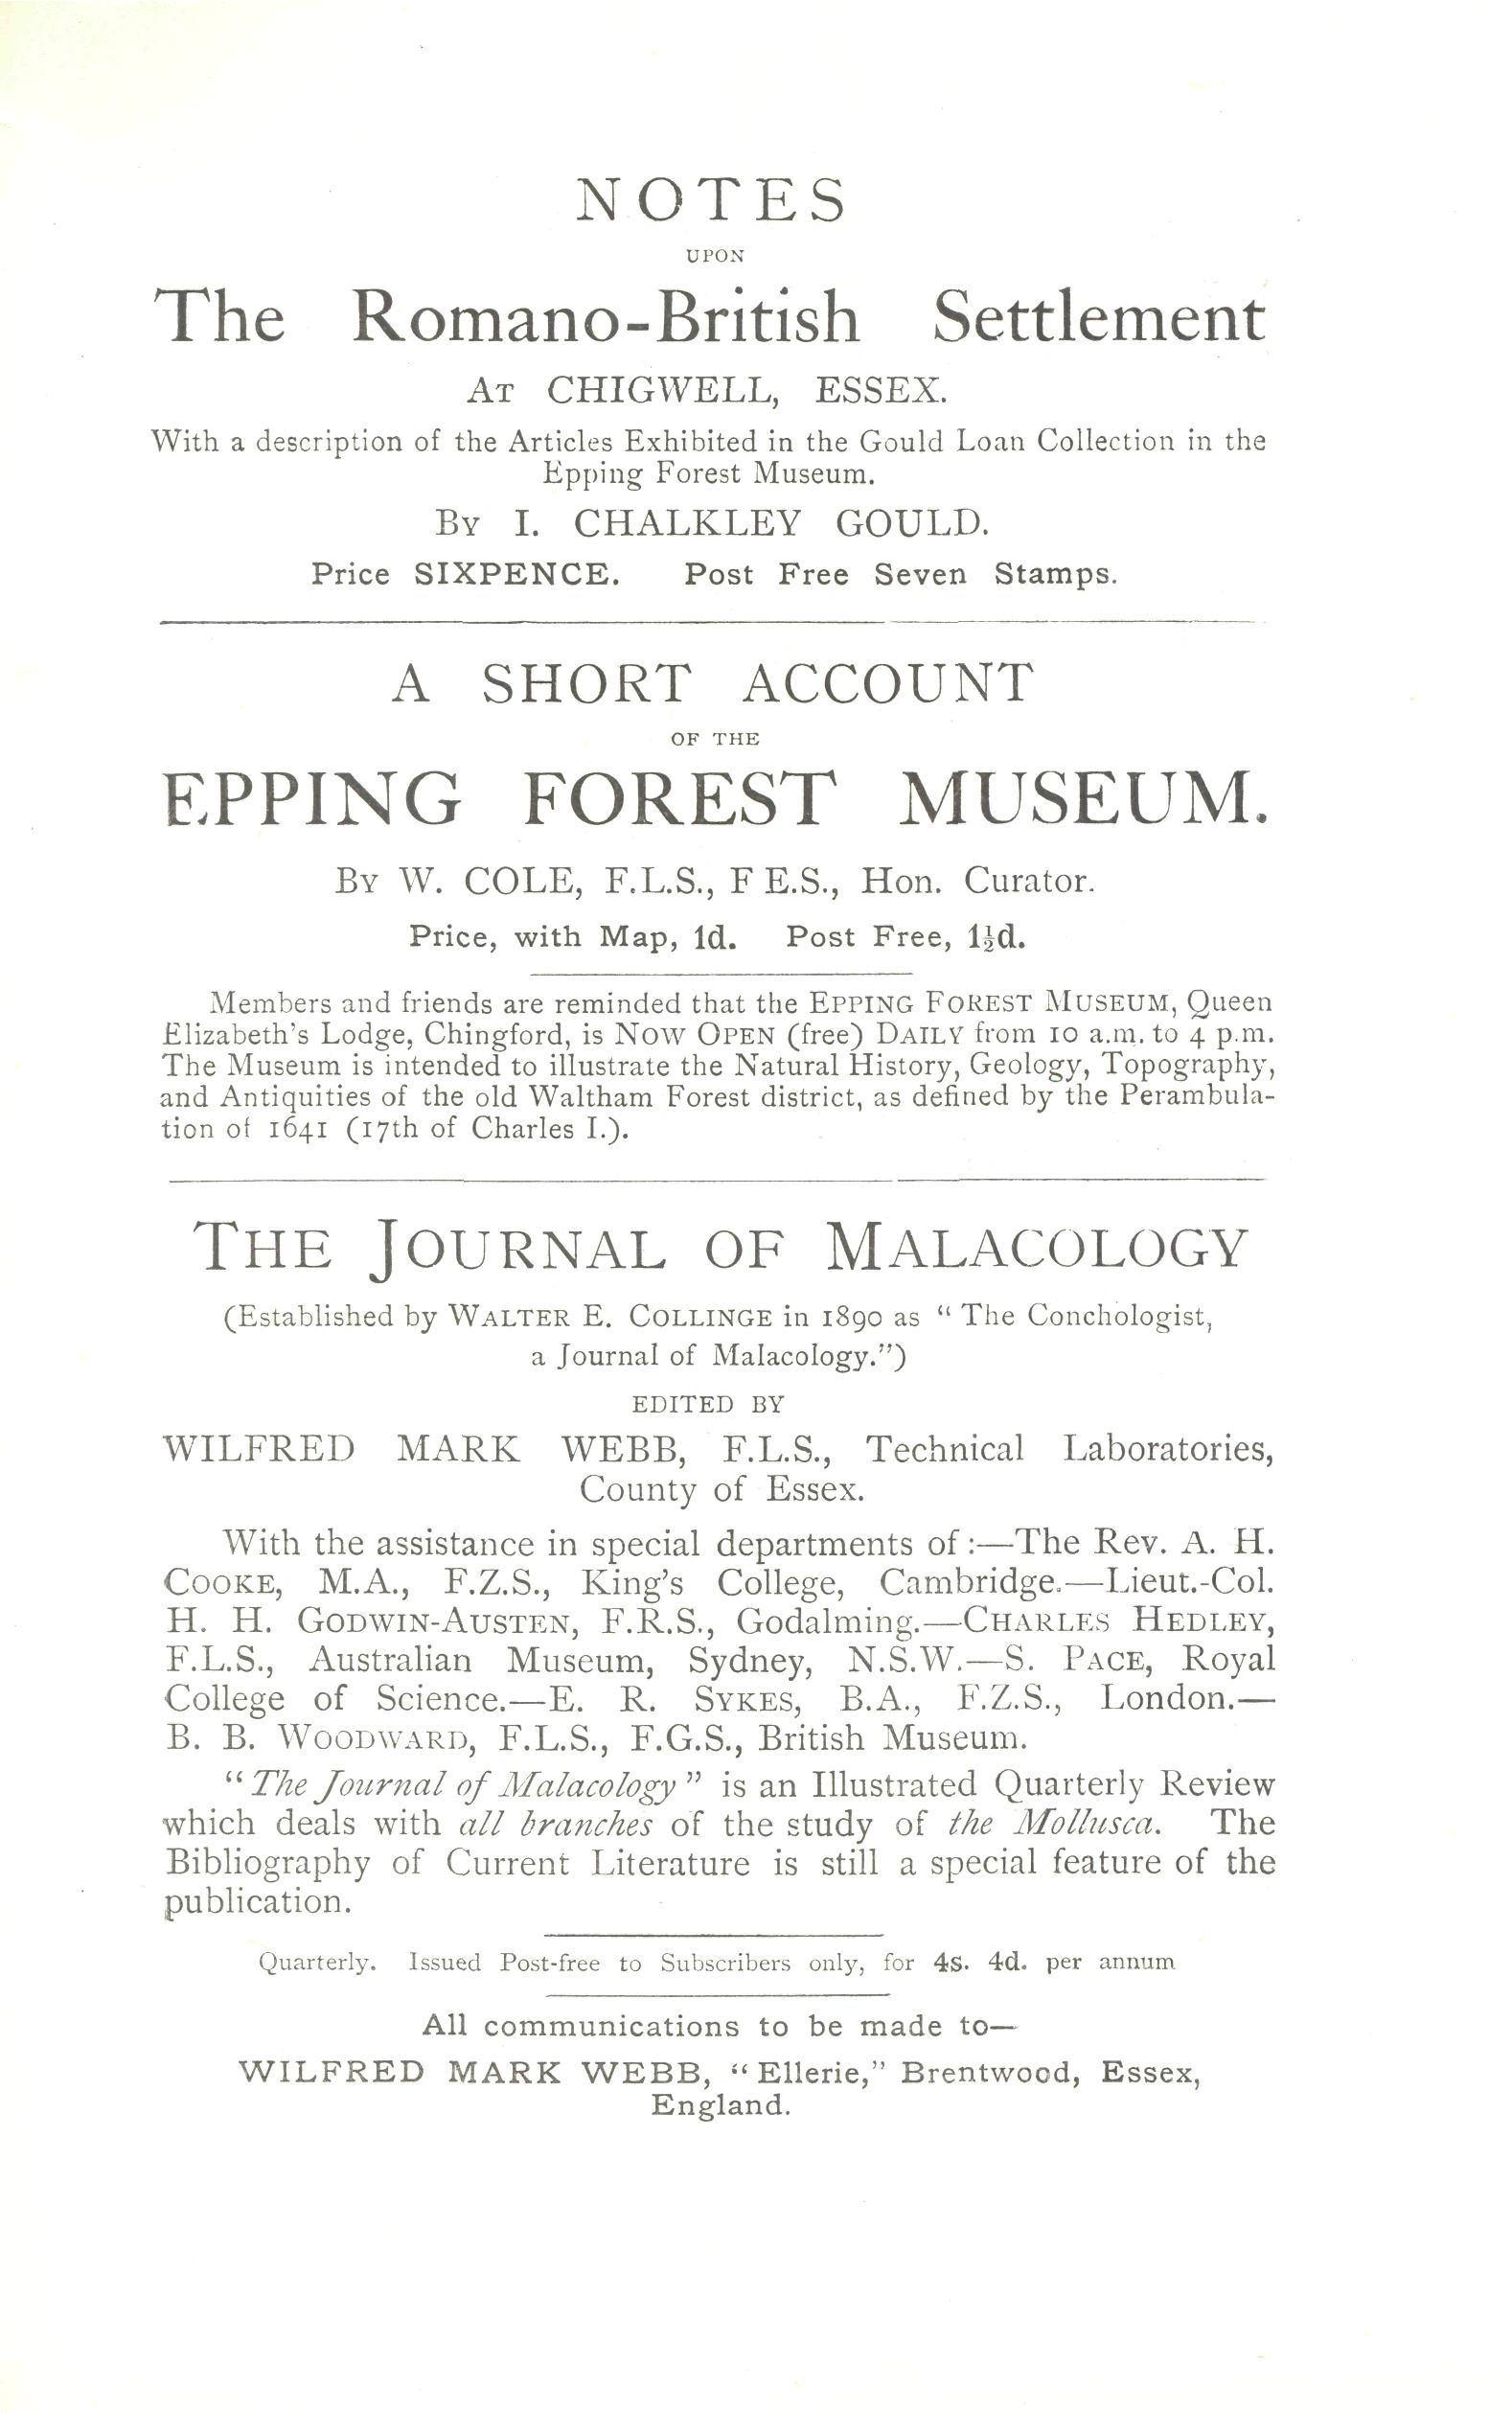 NOTES
UPON
The Romano-British Settlement
AT CHIGWELL, ESSEX.
With a description of the Articles Exhibited in the Gould Loan Collection in the
Epping Forest Museum.
BY I. CHALKLEY GOULD.
Price SIXPENCE. Post Free Seven Stamps.
A SHORT ACCOUNT
OF THE
EPPING FOREST MUSEUM.
BY W. COLE, F.L.S., F E.S., Hon. Curator.
Price, with Map, 1d. Post Free, 1½d.
Members and friends are reminded that the EPPING FOREST MUSEUM, Queen
Elizabeth's Lodge, Chingford, is NOW OPEN (free) DAILY from 10 a.m. to 4 p.m.
The Museum is intended to illustrate the Natural History, Geology, Topography,
and Antiquities of the old Waltham Forest district, as defined by the Perambula-
tion of 1641 (17th of Charles I.).
THE JOURNAL OF MALACOLOGY
(Established by WALTER E. COLLINGE in 1890 as "The Conchologist,
a Journal of Malacology.")
EDITED BY
WILFRED MARK WEBB, F.L.S., Technical Laboratories,
County of Essex.
With the assistance in special departments of :—The Rev. A. H.
COOKE, M.A., F.Z.S., King's College, Cambridge.—Lieut.-Col.
H. H. GODWIN-AUSTEN, F.R.S., Godalming.—CHARLES HEDLEY,
F.L.S., Australian Museum, Sydney, N.S.W.—S. PACE, Royal
College of Science.—E. R. SYKES, B.A., F.Z.S., London.—
B. B. WOODWARD, F.L.S., F.G.S., British Museum.
"The Journal of Malacology" is an Illustrated Quarterly Review
which deals with all branches of the study of the Mollusca. The
Bibliography of Current Literature is still a special feature of the
publication.
Quarterly. Issued Post-free to Subscribers only, for 4s. 4d. per annum
All communications to be made to—
WILFRED MARK WEBB, "Ellerie," Brentwood, Essex,
England.